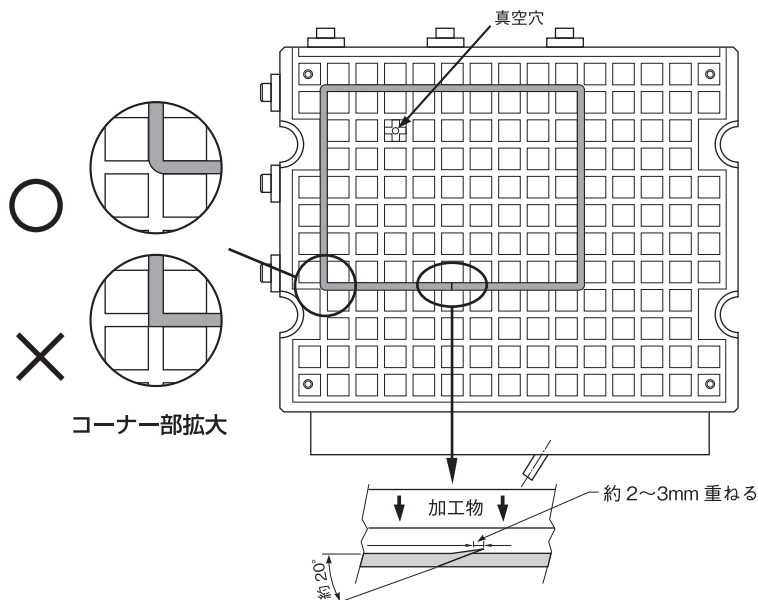 真空穴
コーナー部拡大
加工物
約 2〜3mm 重ねる
約 20°